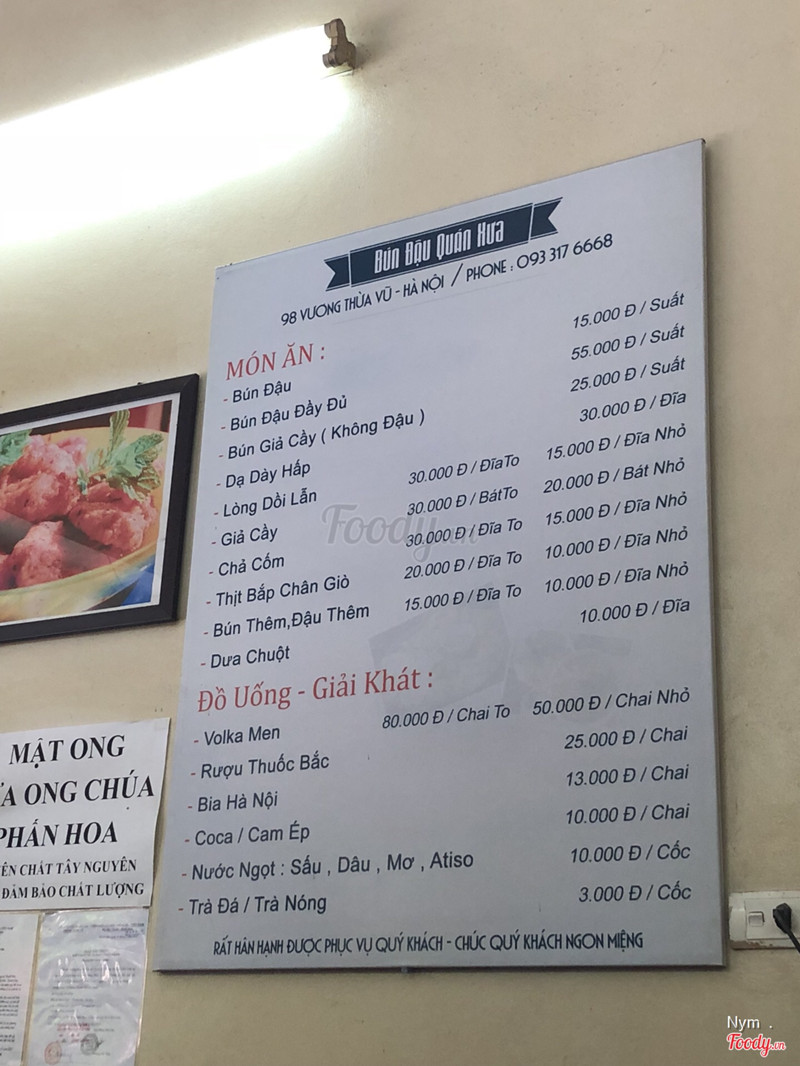 Bún Đậu Quán Xưa
98 VƯƠNG THỪA VŨ - HÀ NỘI / PHONE : 093 317 6668
MÓN ĂN :
- Bún Đậu 15.000 Đ / Suất
- Bún Đậu Đầy Đủ 55.000 Đ / Suất
- Bún Giả Cầy ( Không Đậu ) 25.000 Đ / Suất
- Dạ Dày Hấp 30.000 Đ / Đĩa
- Lòng Dồi Lẫn 30.000 Đ / ĐĩaTo 15.000 Đ / Đĩa Nhỏ
- Giả Cầy 30.000 Đ / BátTo 20.000 Đ / Bát Nhỏ
- Chả Cốm 30.000 Đ / Đĩa To 15.000 Đ / Đĩa Nhỏ
- Thịt Bắp Chân Giò 20.000 Đ / Đĩa To 10.000 Đ / Đĩa Nhỏ
- Bún Thêm,Đậu Thêm 15.000 Đ / Đĩa To 10.000 Đ / Đĩa Nhỏ
- Dưa Chuột 10.000 Đ / Đĩa
Đồ Uống - Giải Khát :
- Volka Men 80.000 Đ / Chai To 50.000 Đ / Chai Nhỏ
- Rượu Thuốc Bắc 25.000 Đ / Chai
- Bia Hà Nội 13.000 Đ / Chai
- Coca / Cam Ép 10.000 Đ / Chai
- Nước Ngọt : Sấu , Dâu , Mơ , Atiso 10.000 Đ / Cốc
- Trà Đá / Trà Nóng 3.000 Đ / Cốc
RẤT HÂN HẠNH ĐƯỢC PHỤC VỤ QUÝ KHÁCH - CHÚC QUÝ KHÁCH NGON MIỆNG
Foody.vn
MẬT ONG
ONG CHÚA
PHẤN HOA
CHẤT TÂY NGUYÊN
ĐẢM BẢO CHẤT LƯỢNG
Nym .
Foody.vn